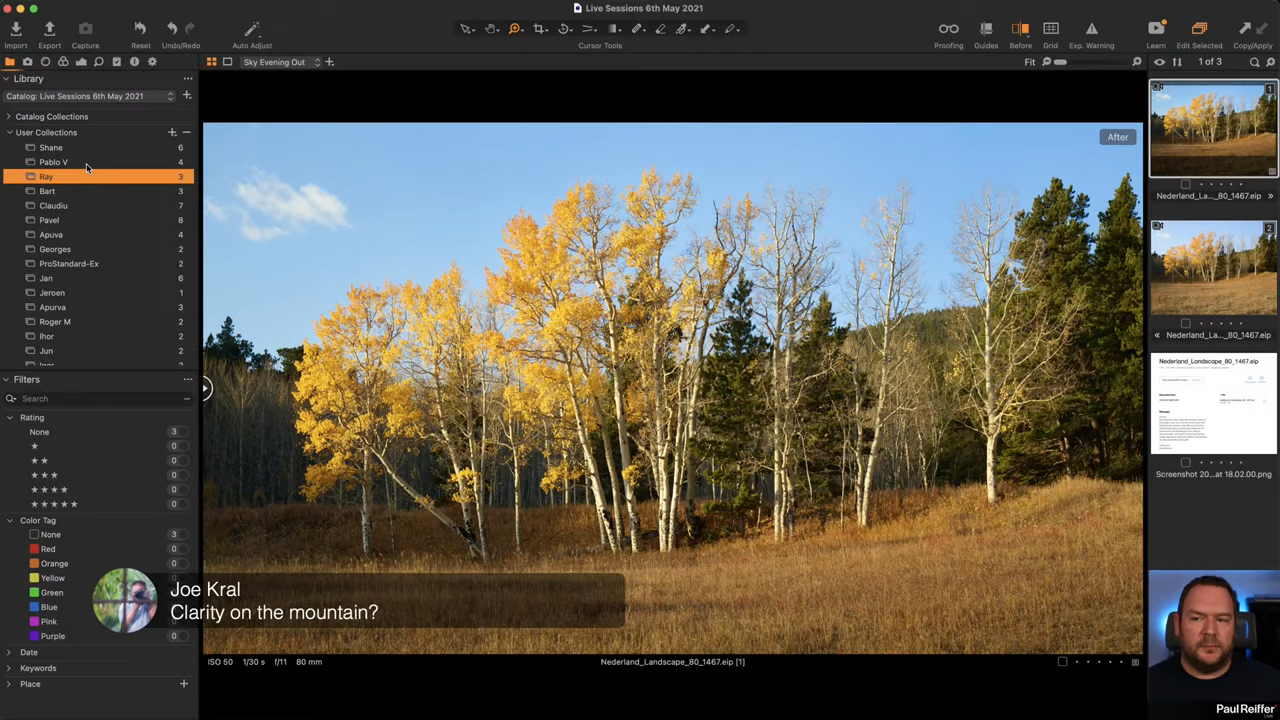 Live Sessions 6th May 2021
Import
Export
Capture
Reset
Undo/Redo
Auto Adjust
Cursor Tools
Proofing
Guides
Before
Grid
Exp. Warning
Learn
Edit Selected
Copy/Apply
Sky Evening Out
Fit
1 of 3
Library
Catalog: Live Sessions 6th May 2021
Catalog Collections
User Collections
Shane 6
Pablo V 4
Ray 3
Bart 3
Claudiu 7
Pavel 8
Apuva 4
Georges 2
ProStandard-Ex 2
Jan 6
Jeroen 1
Apurva 3
Roger M 2
Ihor 2
Jun 2
Filters
Search
Rating
None 3
0
0
0
0
0
Color Tag
None 3
Red 0
Orange 0
Yellow 0
Green
Blue
Pink
Purple 0
Date
Keywords
Place
After
Joe Kral
Clarity on the mountain?
ISO 50 1/30 s f/11 80 mm
Nederland_Landscape_80_1467.eip [1]
1
Nederland_La..._80_1467.eip
2
Nederland_La..._80_1467.eip
Nederland_Landscape_80_1467.eip
Screenshot 20...at 18.02.00.png
PaulReiffer
Live